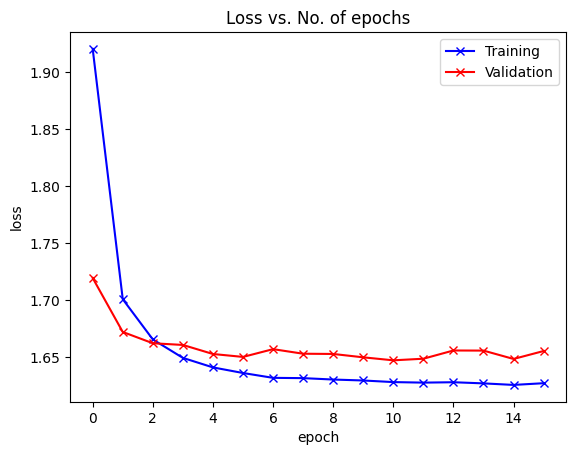 Loss vs. No. of epochs
Training
Validation
1.90
1.85
1.80
1.75
1.70
1.65
loss
0 2 4 6 8 10 12 14
epoch